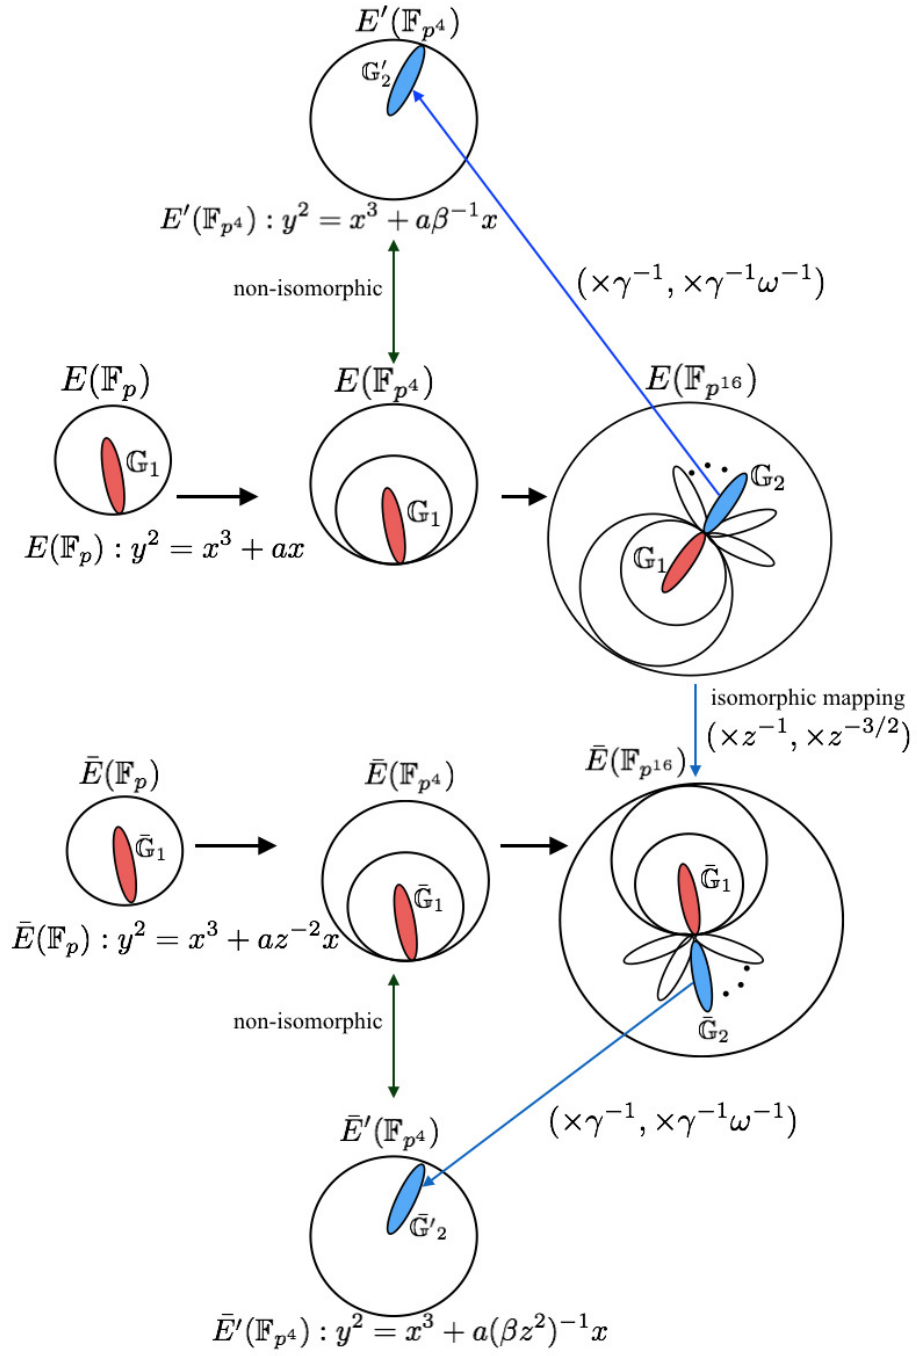 E′(𝔽_{p^4})
𝔾′_2
E′(𝔽_{p^4}) : y^2 = x^3 + aβ^{-1}x
non-isomorphic
(×γ^{-1}, ×γ^{-1}ω^{-1})
E(𝔽_p)
E(𝔽_{p^4})
E(𝔽_{p^{16}})
𝔾_1
𝔾_1
𝔾_2
𝔾_1
E(𝔽_p) : y^2 = x^3 + ax
isomorphic mapping
(×z^{-1}, ×z^{-3/2})
Ē(𝔽_p)
Ē(𝔽_{p^4})
Ē(𝔽_{p^{16}})
𝔾̄_1
𝔾̄_1
𝔾̄_1
Ē(𝔽_p) : y^2 = x^3 + az^{-2}x
non-isomorphic
𝔾̄_2
(×γ^{-1}, ×γ^{-1}ω^{-1})
Ē′(𝔽_{p^4})
𝔾̄′_2
Ē′(𝔽_{p^4}) : y^2 = x^3 + a(βz^2)^{-1}x